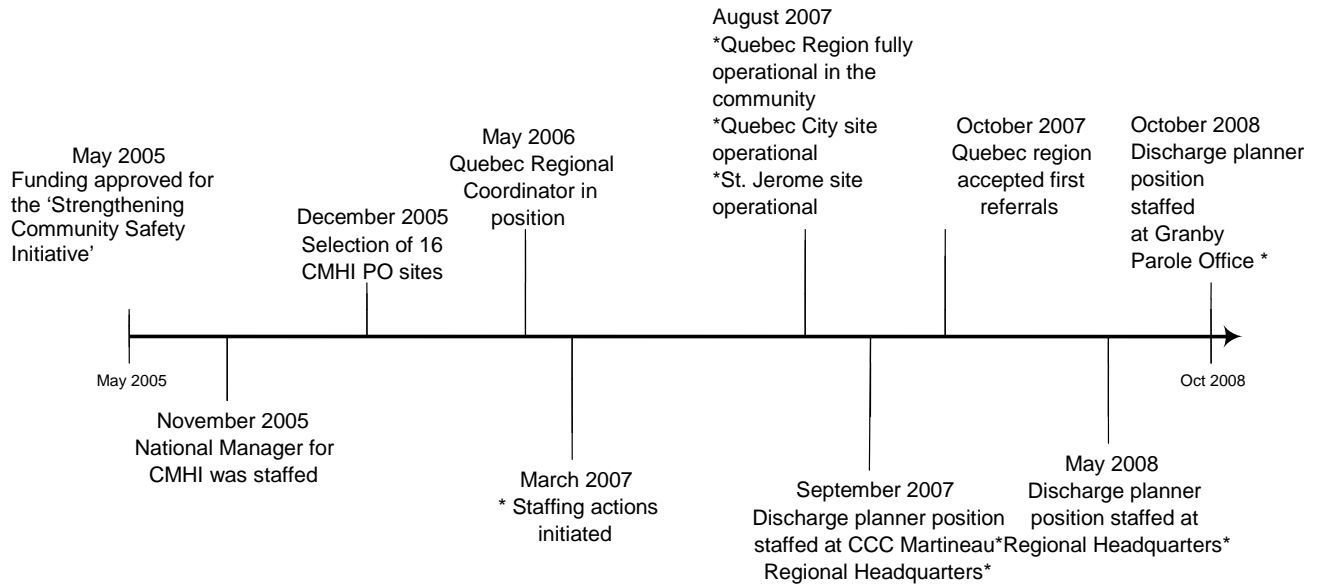 May 2005
Funding approved for
the ‘Strengthening
Community Safety
Initiative’
December 2005
Selection of 16
CMHI PO sites
May 2006
Quebec Regional
Coordinator in
position
August 2007
*Quebec Region fully
operational in the
community
*Quebec City site
operational
*St. Jerome site
operational
October 2007
Quebec region
accepted first
referrals
October 2008
Discharge planner
position
staffed
at Granby
Parole Office *
May 2005
Oct 2008
November 2005
National Manager for
CMHI was staffed
March 2007
* Staffing actions
initiated
September 2007
Discharge planner position
staffed at CCC Martineau*
Regional Headquarters*
May 2008
Discharge planner
position staffed at
Regional Headquarters*